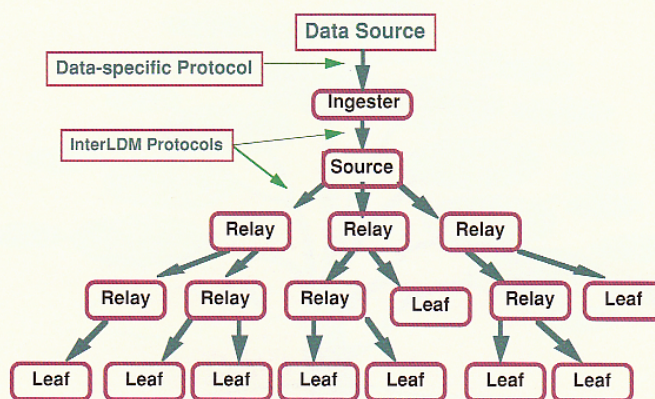 Data Source
Data-specific Protocol
Ingester
InterLDM Protocols
Source
Relay
Relay
Relay
Relay
Relay
Relay
Leaf
Relay
Leaf
Leaf
Leaf
Leaf
Leaf
Leaf
Leaf
Leaf